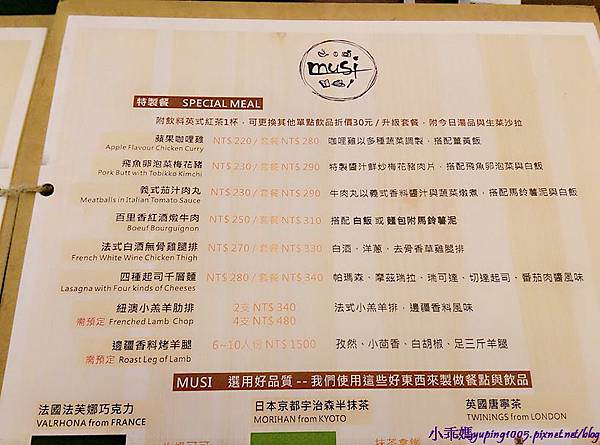 musi
特製餐 SPECIAL MEAL
附飲料英式紅茶1杯，可更換其他單點飲品折價30元/升級套餐，附今日湯品與生菜沙拉
蘋果咖哩雞 NT$ 220 / 套餐 NT$ 280 咖哩雞以多種蔬菜調製、搭配薑黃飯
Apple Flavour Chicken Curry
飛魚卵泡菜梅花豬 NT$ 230 / 套餐 NT$ 290 特製醬汁鮮炒梅花豬肉片，搭配飛魚卵泡菜與白飯
Pork Butt with Tobikko Kimchi
義式茄汁肉丸 NT$ 230 / 套餐 NT$ 290 牛肉丸以義式香料醬汁與蔬菜燉煮，搭配馬鈴薯泥與白飯
Meatballs in Italian Tomato Sauce
百里香紅酒燉牛肉 NT$ 250 / 套餐 NT$ 310 搭配 白飯 或 麵包附馬鈴薯泥
Boeuf Bourguignon
法式白酒無骨雞腿排 NT$ 270 / 套餐 NT$ 330 白酒、洋蔥、去骨香草雞腿排
French White Wine Chicken Thigh
四種起司千層麵 NT$ 280 / 套餐 NT$ 340 帕瑪森、摩茲瑞拉、瑞可達、切達起司、番茄肉醬風味
Lasagna with Four kinds of Cheeses
紐澳小羔羊肋排 2支 NT$ 340 法式小羔羊排，邊疆香料風味
需預定 Frenched Lamb Chop 4支 NT$ 480
邊疆香料烤羊腿 6~10人份 NT$ 1500 孜然、小茴香、白胡椒、足三斤羊腿
需預定 Roast Leg of Lamb
MUSI 選用好品質 -- 我們使用這些好東西來製做餐點與飲品
法國法芙娜巧克力 日本京都宇治森半抹茶 英國唐寧茶
VALRHONA from FRANCE MORIHAN from KYOTO TWININGS from LONDON
小乖媽yuping1005.pixnet.net/blog